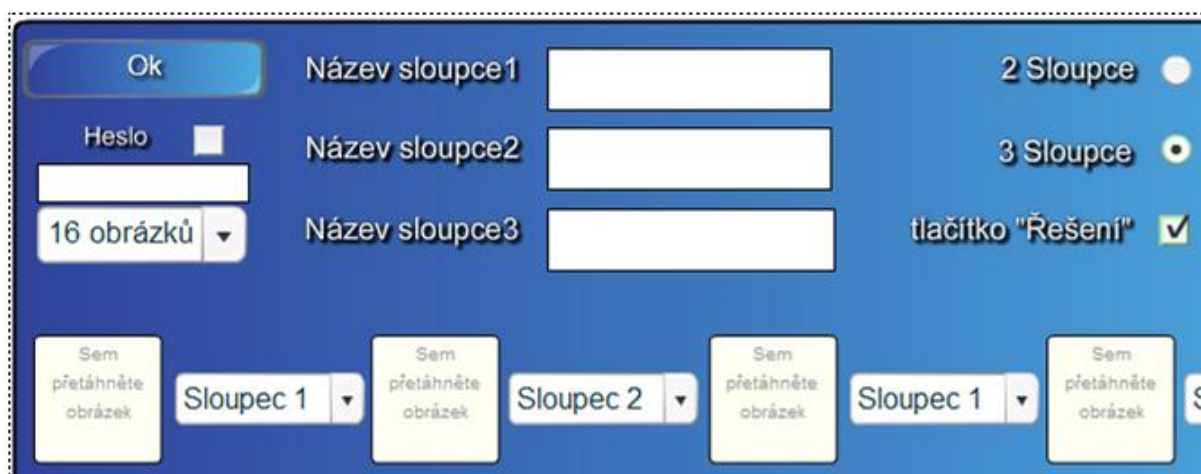 Ok
Název sloupce1
2 Sloupce
Heslo
Název sloupce2
3 Sloupce
16 obrázků
Název sloupce3
tlačítko "Řešení"
Sem
přetáhněte
obrázek
Sloupec 1
Sem
přetáhněte
obrázek
Sloupec 2
Sem
přetáhněte
obrázek
Sloupec 1
Sem
přetáhněte
obrázek